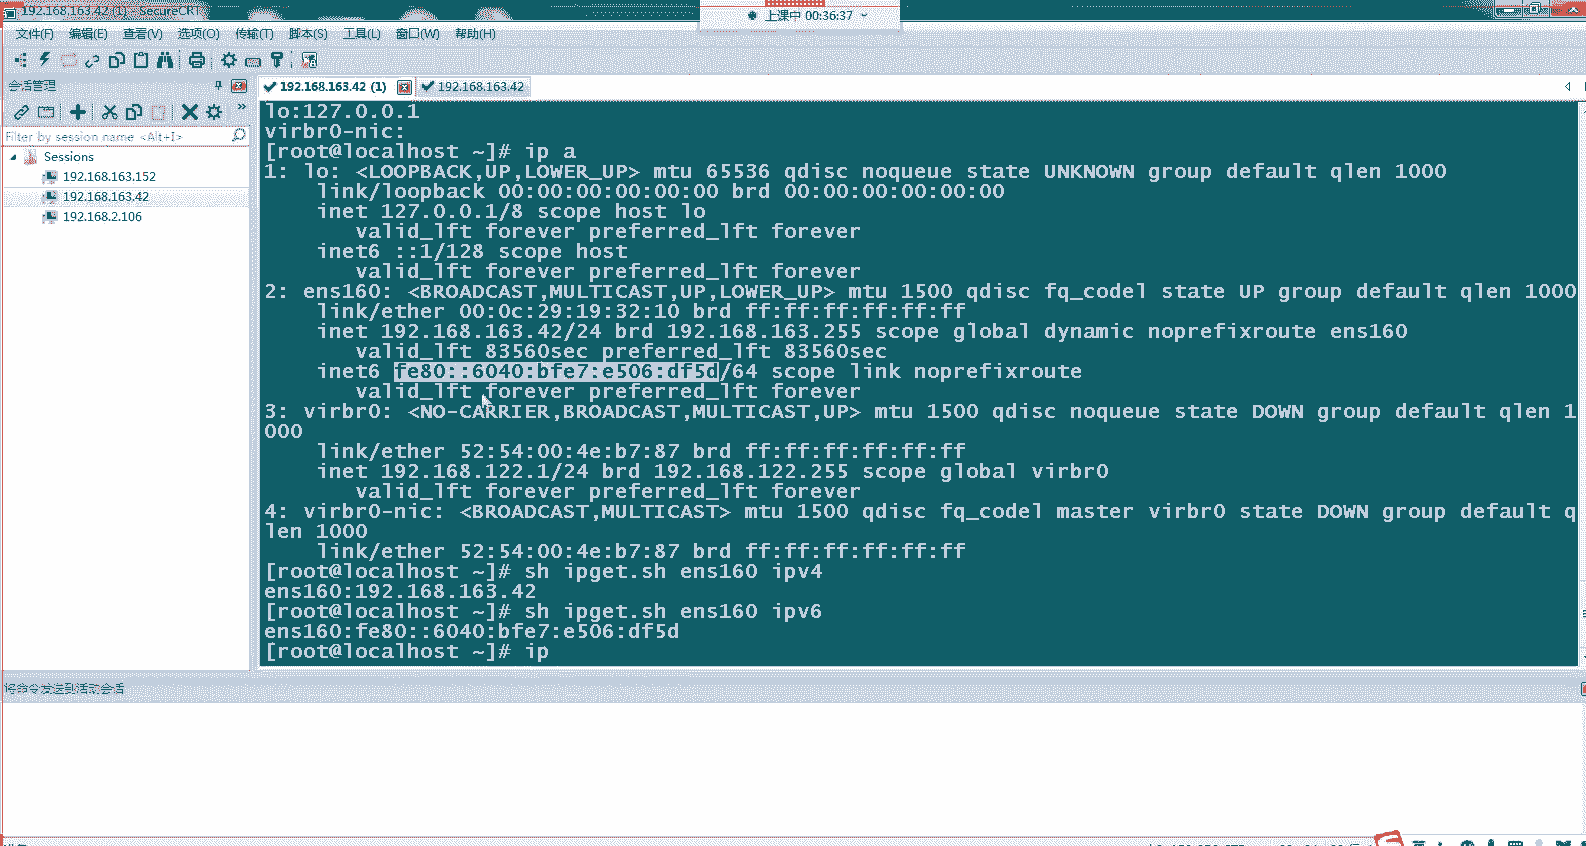 192.168.163.42 (1) - SecureCRT
上课中 00:36:37
文件(F) 编辑(E) 查看(V) 选项(O) 传输(T) 脚本(S) 工具(L) 窗口(W) 帮助(H)
会话管理
192.168.163.42 (1) 192.168.163.42
Filter by session name <Alt+I>
Sessions
192.168.163.152
192.168.163.42
192.168.2.106
lo:127.0.0.1
virbr0-nic:
[root@localhost ~]# ip a
1: lo: <LOOPBACK,UP,LOWER_UP> mtu 65536 qdisc noqueue state UNKNOWN group default qlen 1000
link/loopback 00:00:00:00:00:00 brd 00:00:00:00:00:00
inet 127.0.0.1/8 scope host lo
valid_lft forever preferred_lft forever
inet6 ::1/128 scope host
valid_lft forever preferred_lft forever
2: ens160: <BROADCAST,MULTICAST,UP,LOWER_UP> mtu 1500 qdisc fq_codel state UP group default qlen 1000
link/ether 00:0c:29:19:32:10 brd ff:ff:ff:ff:ff:ff
inet 192.168.163.42/24 brd 192.168.163.255 scope global dynamic noprefixroute ens160
valid_lft 83560sec preferred_lft 83560sec
inet6 fe80::6040:bfe7:e506:df5d/64 scope link noprefixroute
valid_lft forever preferred_lft forever
3: virbr0: <NO-CARRIER,BROADCAST,MULTICAST,UP> mtu 1500 qdisc noqueue state DOWN group default qlen 1
000
link/ether 52:54:00:4e:b7:87 brd ff:ff:ff:ff:ff:ff
inet 192.168.122.1/24 brd 192.168.122.255 scope global virbr0
valid_lft forever preferred_lft forever
4: virbr0-nic: <BROADCAST,MULTICAST> mtu 1500 qdisc fq_codel master virbr0 state DOWN group default q
len 1000
link/ether 52:54:00:4e:b7:87 brd ff:ff:ff:ff:ff:ff
[root@localhost ~]# sh ipget.sh ens160 ipv4
ens160:192.168.163.42
[root@localhost ~]# sh ipget.sh ens160 ipv6
ens160:fe80::6040:bfe7:e506:df5d
[root@localhost ~]# ip
将命令发送到活动会话